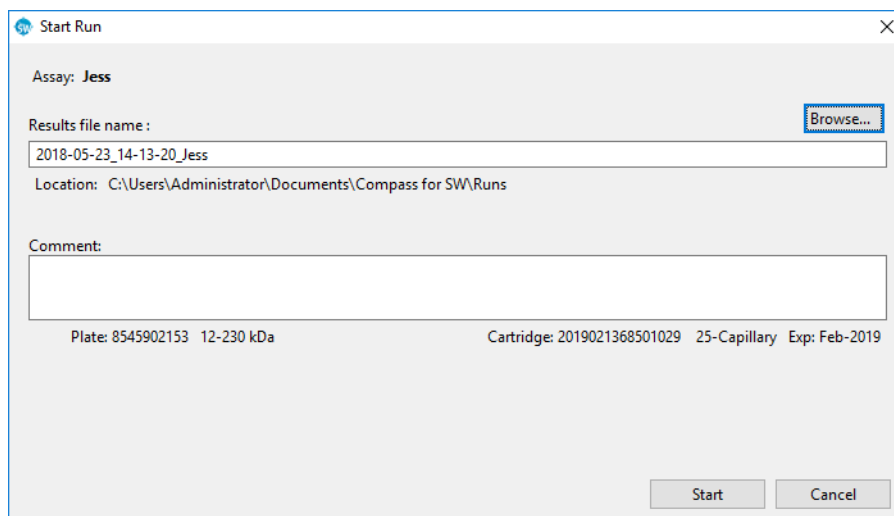 SW Start Run
Assay: Jess
Browse...
Results file name :
2018-05-23_14-13-20_Jess
Location: C:\Users\Administrator\Documents\Compass for SW\Runs
Comment:
Plate: 8545902153 12-230 kDa Cartridge: 2019021368501029 25-Capillary Exp: Feb-2019
Start Cancel